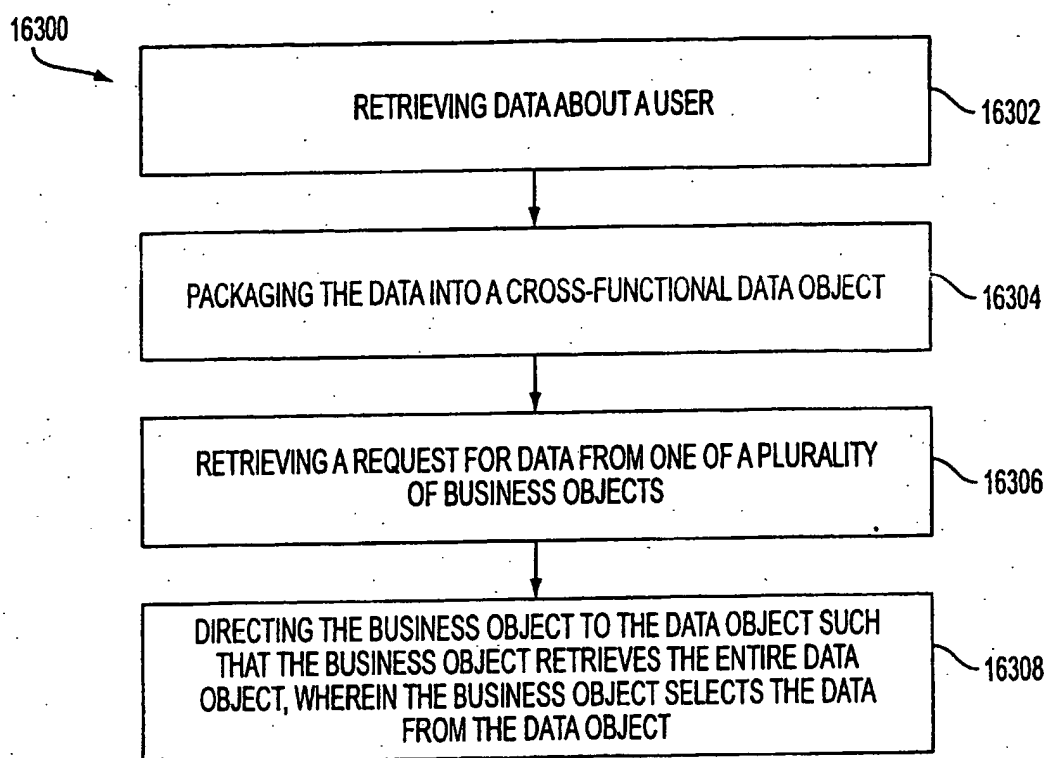 16300
RETRIEVING DATA ABOUT A USER
16302
PACKAGING THE DATA INTO A CROSS-FUNCTIONAL DATA OBJECT
16304
RETRIEVING A REQUEST FOR DATA FROM ONE OF A PLURALITY
OF BUSINESS OBJECTS
16306
DIRECTING THE BUSINESS OBJECT TO THE DATA OBJECT SUCH
THAT THE BUSINESS OBJECT RETRIEVES THE ENTIRE DATA
OBJECT, WHEREIN THE BUSINESS OBJECT SELECTS THE DATA
FROM THE DATA OBJECT
16308